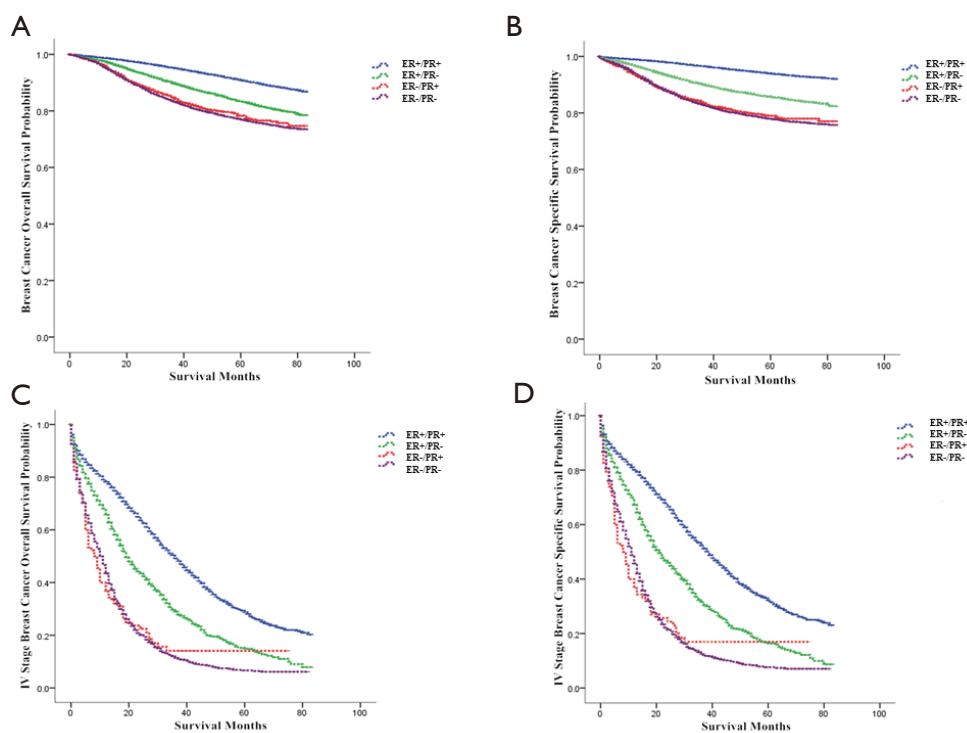 A
Breast Cancer Overall Survival Probability
1.0
0.8
0.6
0.4
0.2
0.0
0 20 40 60 80 100
Survival Months
ER+/PR+
ER+/PR-
ER-/PR+
ER-/PR-
B
Breast Cancer Specific Survival Probability
1.0
0.8
0.6
0.4
0.2
0.0
0 20 40 60 80 100
Survival Months
ER+/PR+
ER+/PR-
ER-/PR+
ER-/PR-
C
IV Stage Breast Cancer Overall Survival Probability
1.0
0.8
0.6
0.4
0.2
0.0
0 20 40 60 80 100
Survival Months
ER+/PR+
ER+/PR-
ER-/PR+
ER-/PR-
D
IV Stage Breast Cancer Specific Survival Probability
1.0
0.8
0.6
0.4
0.2
0.0
0 20 40 60 80 100
Survival Months
ER+/PR+
ER+/PR-
ER-/PR+
ER-/PR-